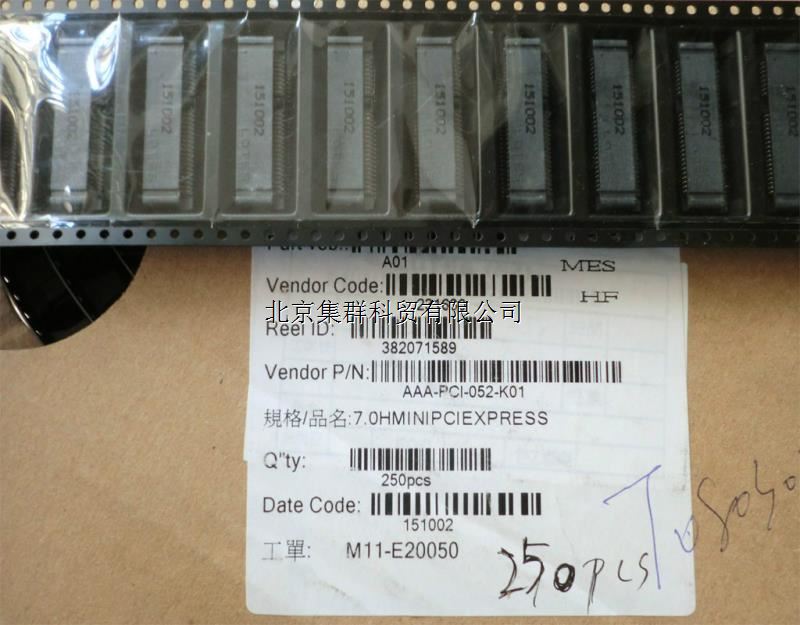 151002 151002 151002 151002 151002 151002 151002 151002
A01
MES
Vendor Code:
HF
北京集群科贸有限公司
Reel ID:
382071589
Vendor P/N:
AAA-PCI-052-K01
規格/品名:7.0HMINIPCIEXPRESS
Q"ty:
250pcs
Date Code:
151002
工單: M11-E20050
250pcs